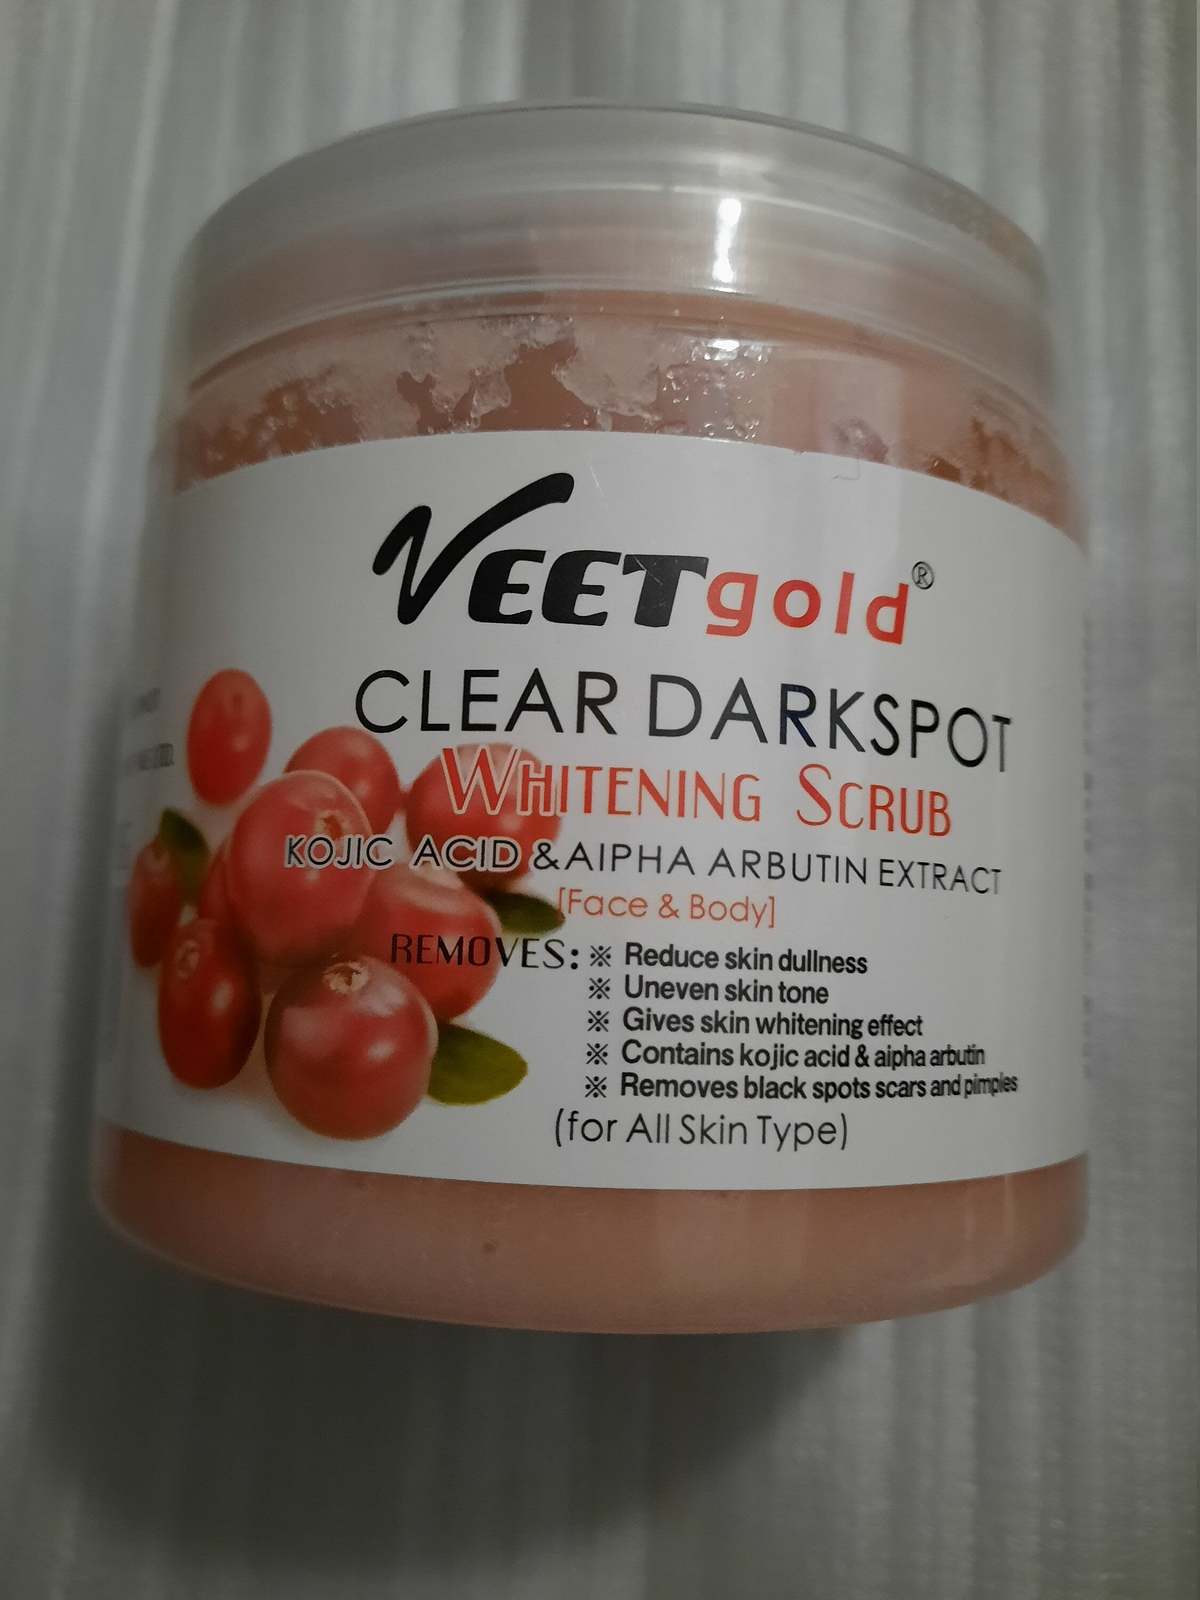 VEETgold®
CLEAR DARKSPOT
WHITENING SCRUB
KOJIC ACID & AIPHA ARBUTIN EXTRACT
[Face & Body]
REMOVES: ※ Reduce skin dullness
※ Uneven skin tone
※ Gives skin whitening effect
※ Contains kojic acid & aipha arbutin
※ Removes black spots scars and pimples
(for All Skin Type)